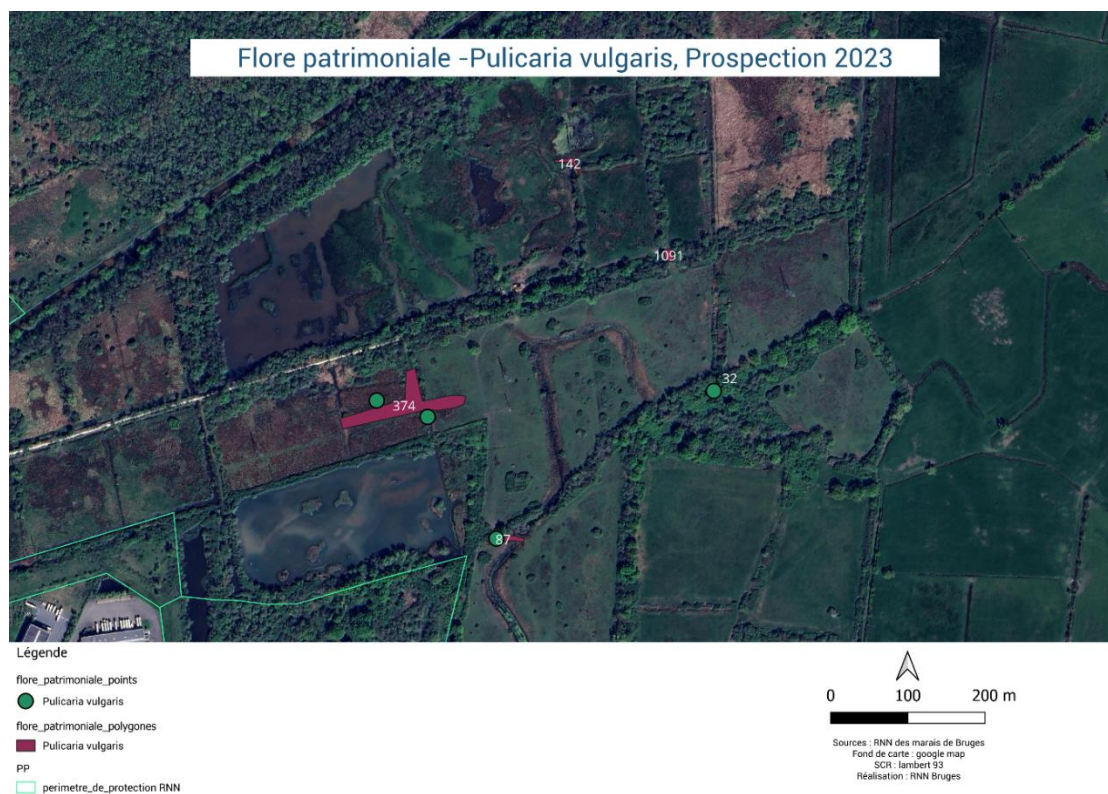 Flore patrimoniale -Pulicaria vulgaris, Prospection 2023
142
1091
32
374
87
Légende
flore_patrimoniale_points
Pulicaria vulgaris
flore_patrimoniale_polygones
Pulicaria vulgaris
PP
perimetre_de_protection RNN
0 100 200 m
Sources : RNN des marais de Bruges
Fond de carte : google map
SCR : lambert 93
Réalisation : RNN Bruges